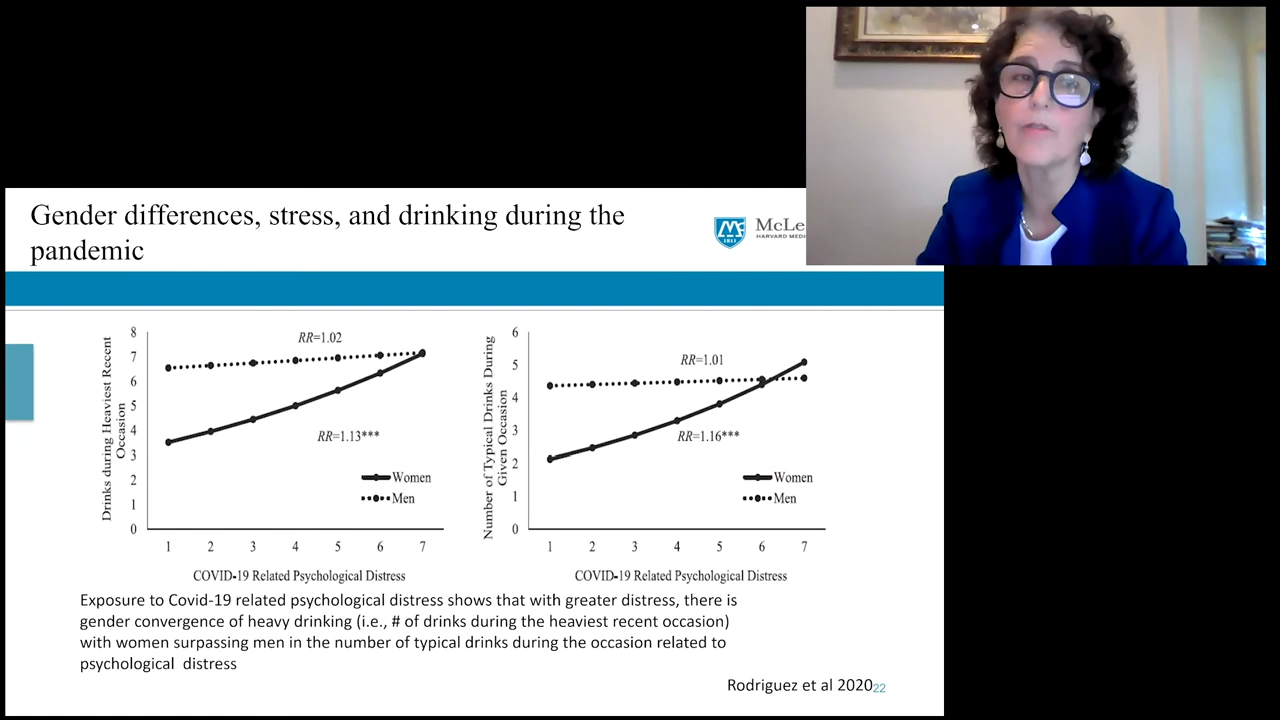 Gender differences, stress, and drinking during the
pandemic
1811
8
7
6
5
4
3
2
1
0
Drinks during Heaviest Recent
Occasion
RR=1.02
RR=1.13***
Women
Men
1 2 3 4 5 6 7
COVID-19 Related Psychological Distress
6
5
4
3
2
1
0
Number of Typical Drinks During
Given Occasion
RR=1.01
RR=1.16***
Women
Men
1 2 3 4 5 6 7
COVID-19 Related Psychological Distress
Exposure to Covid-19 related psychological distress shows that with greater distress, there is
gender convergence of heavy drinking (i.e., # of drinks during the heaviest recent occasion)
with women surpassing men in the number of typical drinks during the occasion related to
psychological distress
Rodriguez et al 2020
22